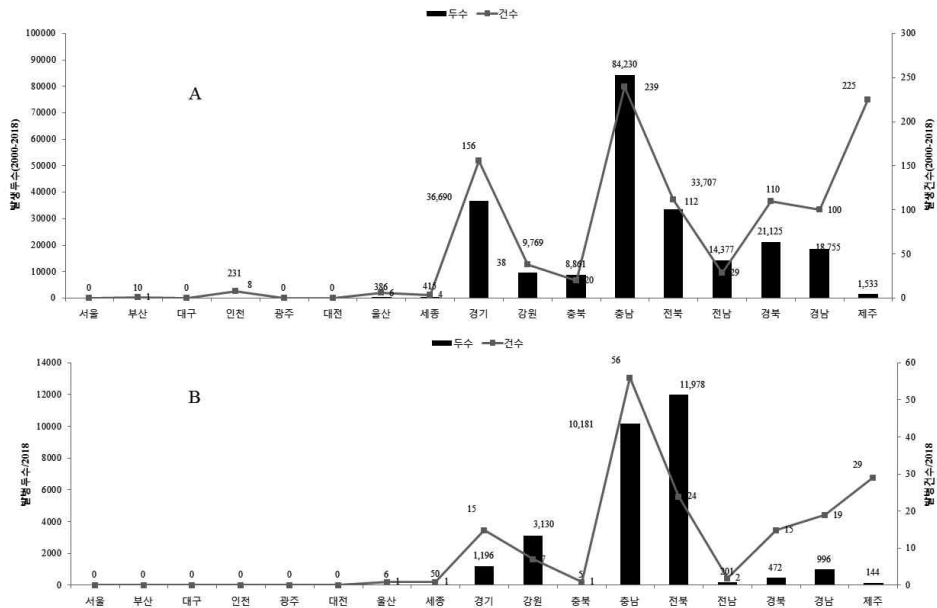 두수 건수
A
발생두수(2000-2018)
100000
90000
80000
70000
60000
50000
40000
30000
20000
10000
0
0 10 0 231 0 0 386 415 36,690 9,769 8,861 84,230 33,707 14,377 21,125 18,755 1,533
1 8 6 4 156 38 20 239 112 29 110 100 225
서울 부산 대구 인천 광주 대전 울산 세종 경기 강원 충북 충남 전북 전남 경북 경남 제주
300
250
200
150
100
50
0
발생건수(2000-2018)
두수 건수
B
발병두수/2018
14000
12000
10000
8000
6000
4000
2000
0
0 0 0 0 0 0 6 50 1,196 3,130 5 10,181 11,978 201 472 996 144
1 1 15 7 1 56 24 2 15 19 29
서울 부산 대구 인천 광주 대전 울산 세종 경기 강원 충북 충남 전북 전남 경북 경남 제주
60
50
40
30
20
10
0
발병건수/2018